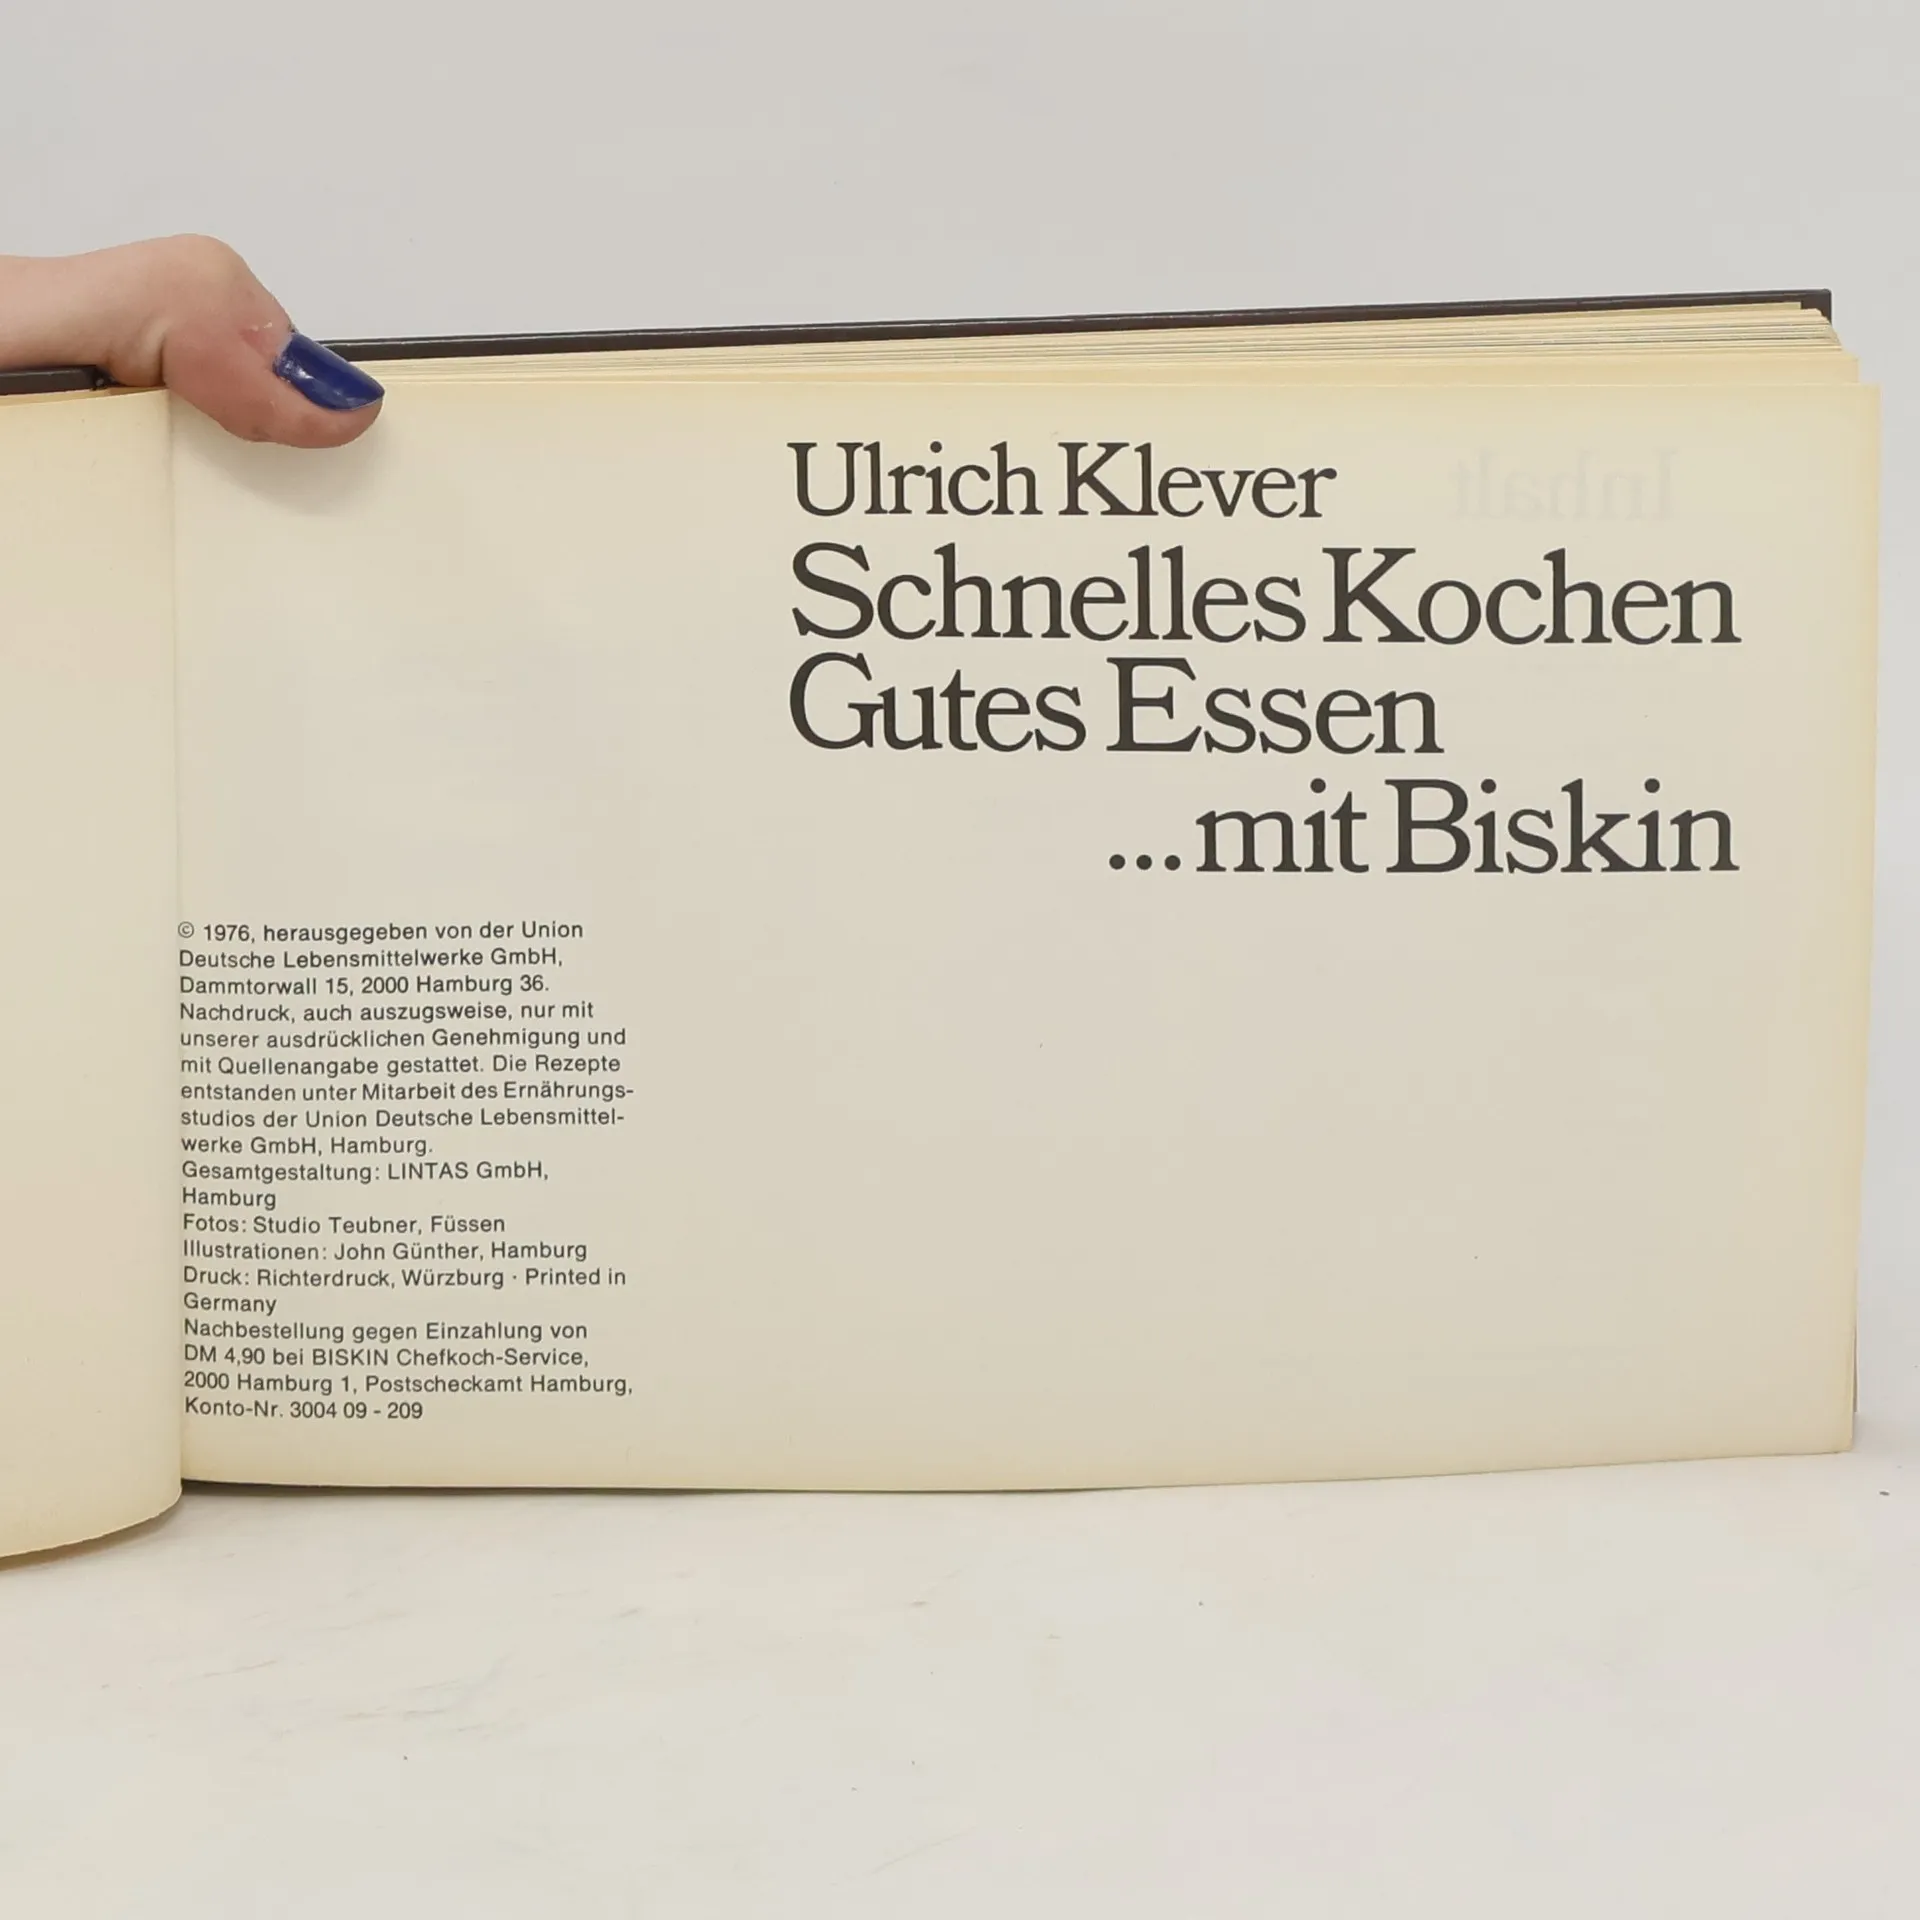 Ulrich Klever
Schnelles Kochen
Gutes Essen
...mit Biskin
© 1976, herausgegeben von der Union
Deutsche Lebensmittelwerke GmbH,
Dammtorwall 15, 2000 Hamburg 36.
Nachdruck, auch auszugsweise, nur mit
unserer ausdrücklichen Genehmigung und
mit Quellenangabe gestattet. Die Rezepte
entstanden unter Mitarbeit des Ernährungs-
studios der Union Deutsche Lebensmittel-
werke GmbH, Hamburg.
Gesamtgestaltung: LINTAS GmbH,
Hamburg
Fotos: Studio Teubner, Füssen
Illustrationen: John Günther, Hamburg
Druck: Richterdruck, Würzburg · Printed in
Germany
Nachbestellung gegen Einzahlung von
DM 4,90 bei BISKIN Chefkoch-Service,
2000 Hamburg 1, Postscheckamt Hamburg,
Konto-Nr. 3004 09 - 209
Inhalt